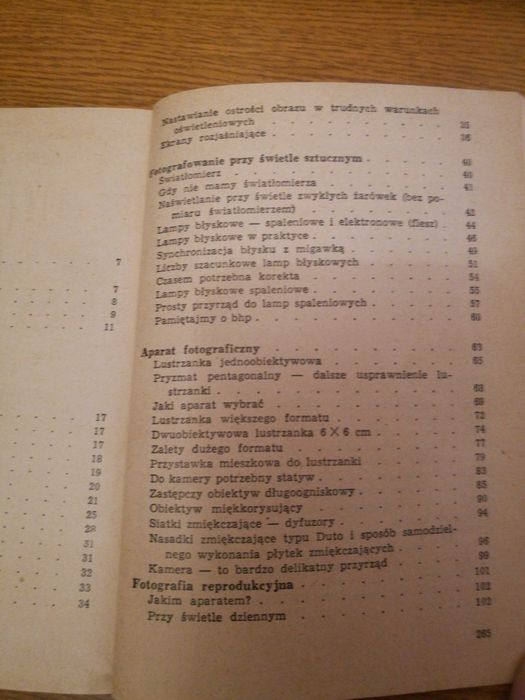 7
7
8
9
11
17
17
17
18
19
20
21
25
28
31
31
32
33
34
Nastawianie ostrości obrazu w trudnych warunkach
oświetleniowych . . . . . . . . 35
Ekrany rozjaśniające . . . . . . . . 36
Fotografowanie przy świetle sztucznym . . . . 40
Światłomierz . . . . . . . . 40
Gdy nie mamy światłomierza . . . . . . 41
Naświetlanie przy świetle zwykłych żarówek (bez po-
miaru światłomierzem) . . . . . . 42
Lampy błyskowe — spaleniowe i elektronowe (flesz) . 44
Lampy błyskowe w praktyce . . . . . . 46
Synchronizacja błysku z migawką . . . . . 49
Liczby szacunkowe lamp błyskowych . . . . 51
Czasem potrzebna korekta . . . . . . 54
Lampy błyskowe spaleniowe . . . . . . 55
Prosty przyrząd do lamp spaleniowych . . . . 57
Pamiętajmy o bhp . . . . . . . . 60
Aparat fotograficzny . . . . . . . 63
Lustrzanka jednoobiektywowa . . . . . 65
Pryzmat pentagonalny — dalsze usprawnienie lu-
strzanki . . . . . . . . . 68
Jaki aparat wybrać . . . . . . . 69
Lustrzanka większego formatu . . . . . 72
Dwuobiektywowa lustrzanka 6 X 6 cm . . . . 74
Zalety dużego formatu . . . . . . 77
Przystawka mieszkowa do lustrzanki . . . . 79
Do kamery potrzebny statyw . . . . . 83
Zastępczy obiektyw długoogniskowy . . . . 85
Obiektyw miękkorysujący . . . . . . 90
Siatki zmiękczające — dyfuzory . . . . . 94
Nasadki zmiękczające typu Duto i sposób samodziel-
nego wykonania płytek zmiękczających . . . 98
Kamera — to bardzo delikatny przyrząd . . . 99
Fotografia reprodukcyjna . . . . . . 101
Jakim aparatem? . . . . . . . 102
Przy świetle dziennym . . . . . . 102
265